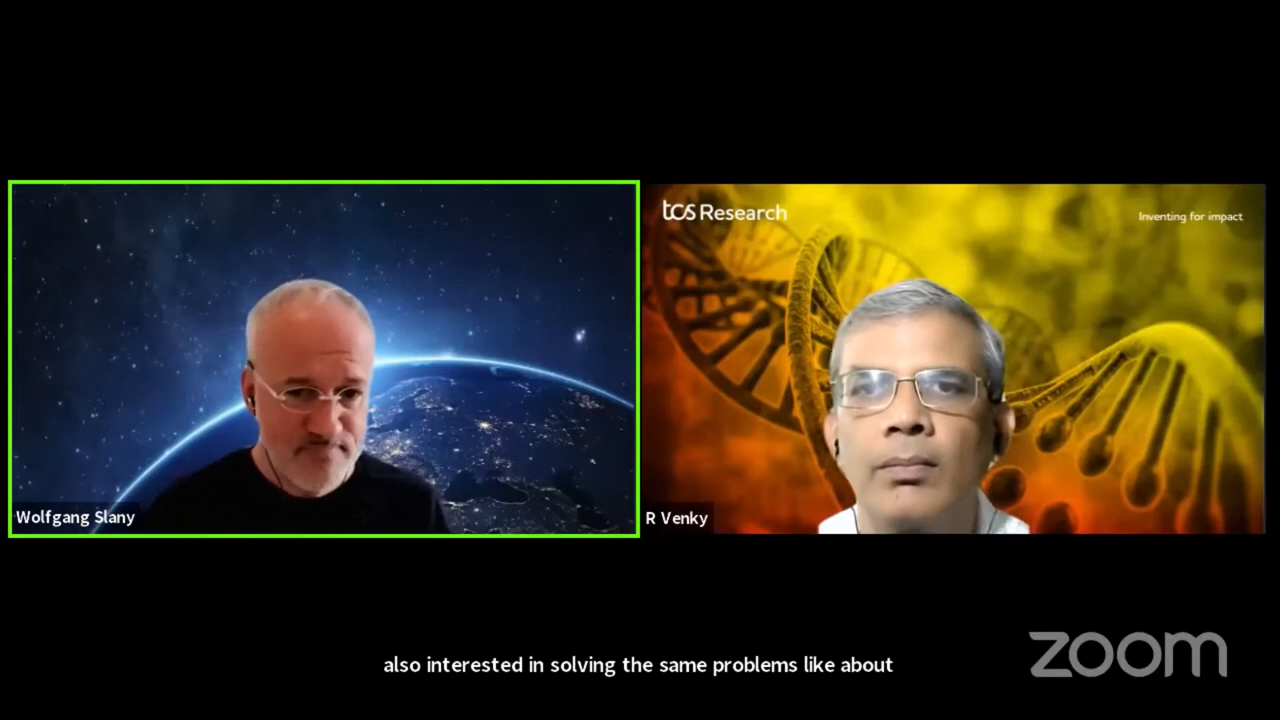 tcs Research
Inventing for impact
Wolfgang Slany
R Venky
also interested in solving the same problems like about
zoom